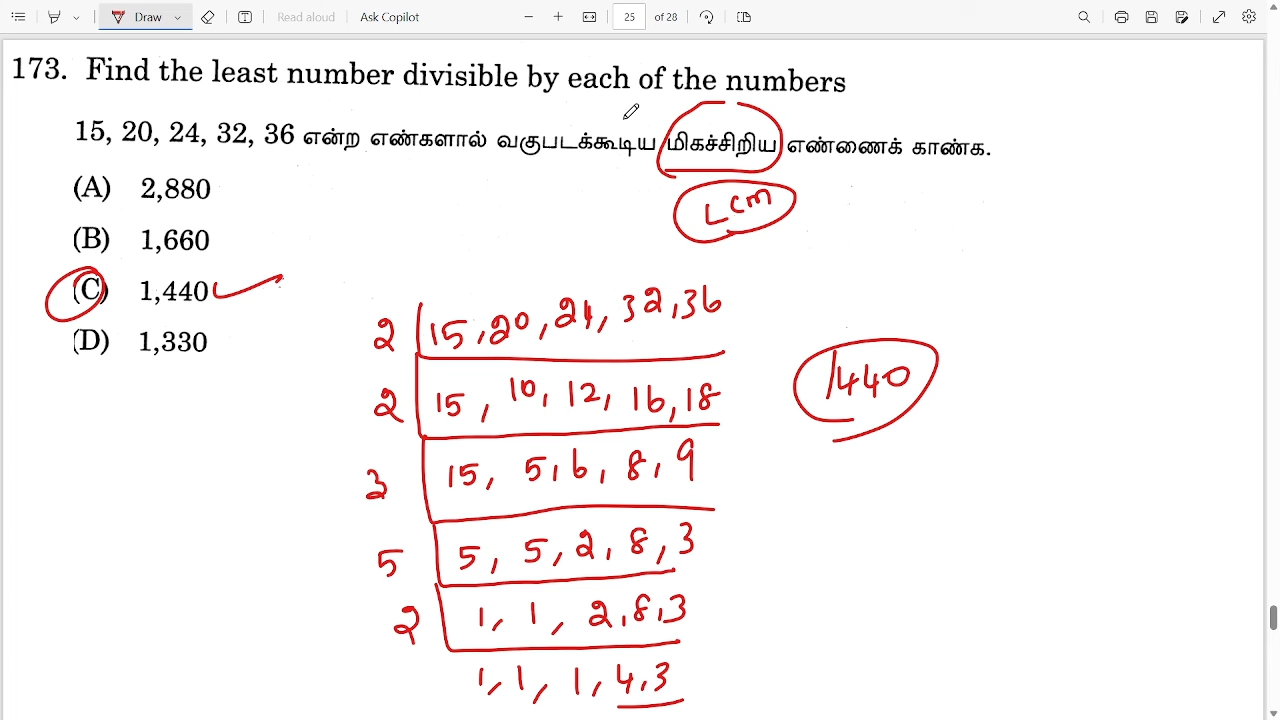 Draw
Read aloud
Ask Copilot
25
of 28
173. Find the least number divisible by each of the numbers
15, 20, 24, 32, 36 என்ற எண்களால் வகுபடக்கூடிய மிகச்சிறிய எண்ணைக் காண்க.
LCM
(A) 2,880
(B) 1,660
(C) 1,440
(D) 1,330
2 15, 20, 24, 32, 36
1440
2 15, 10, 12, 16, 18
3 15, 5, 6, 8, 9
5 5, 5, 2, 8, 3
2 1, 1, 2, 8, 3
1, 1, 1, 4, 3